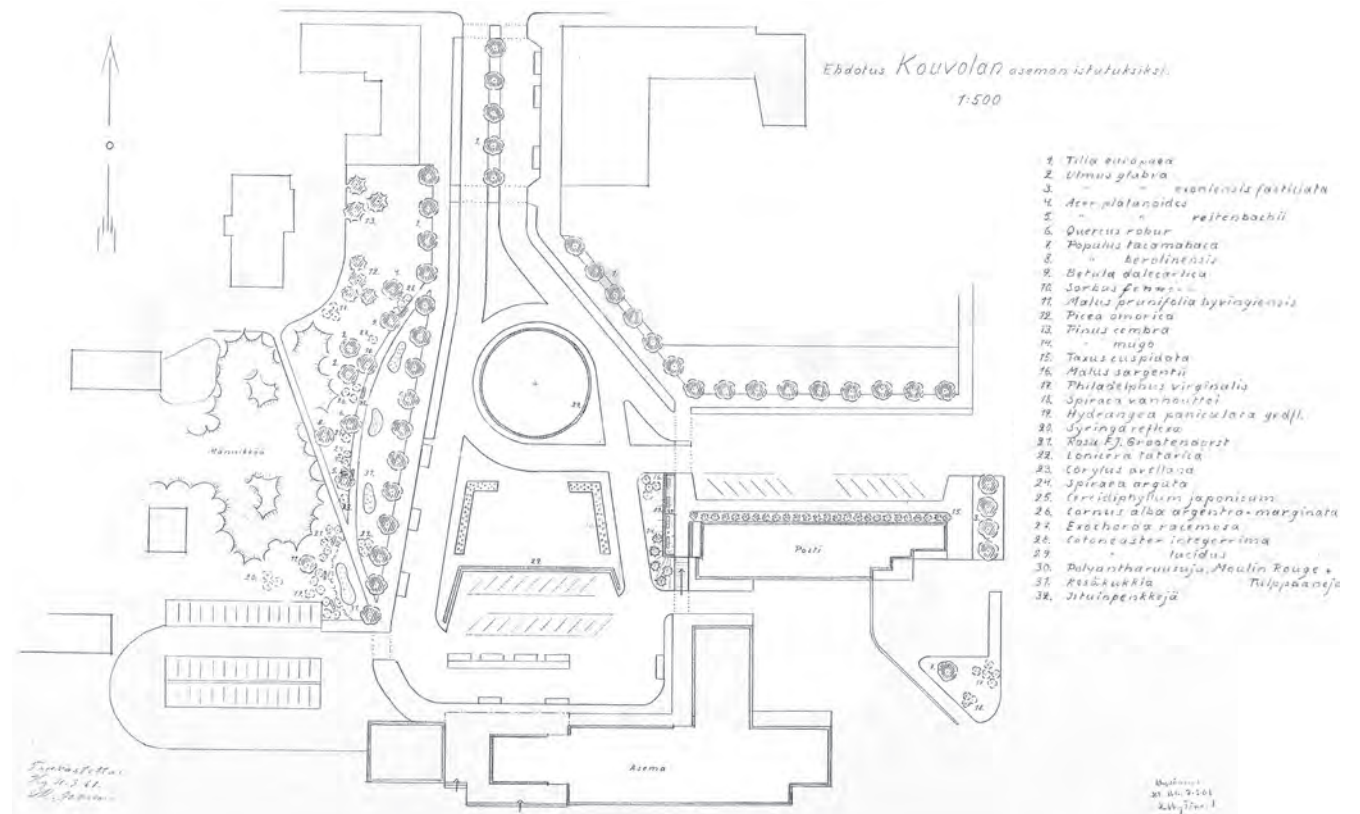 Ehdotus Kouvolan aseman istutuksiksi.
1:500
1. Tilia europaea
2. Ulmus glabra
3. " " exoniensis fastigiata
4. Acer platanoides
5. " " reitenbachii
6. Quercus robur
7. Populus tacamahaca
8. " berolinensis
9. Betula dalecarlica
10. Sorbus
11. Malus prunifolia hyvingiensis
12. Picea omorica
13. Pinus cembra
14. " mugo
15. Taxus cuspidata
16. Malus sargentii
17. Philadelphus virginalis
18. Spiraea vanhouttei
19. Hydrangea paniculata grdfl.
20. Syringa reflexa
21. Rosa F.J. Grootendorst
22. Lonicera tatarica
23. Corylus avellana
24. Spiraea arguta
25. Cercidiphyllum japonicum
26. Cornus alba argentea-marginata
27. Exochorda racemosa
28. Cotoneaster integerrima
29. " lucidus
30. Polyantharuusuja, Moulin Rouge +
31. Kesäkukkia Tulppaaneja
32. Istuinpenkkejä
Männikköä
Posti
Asema